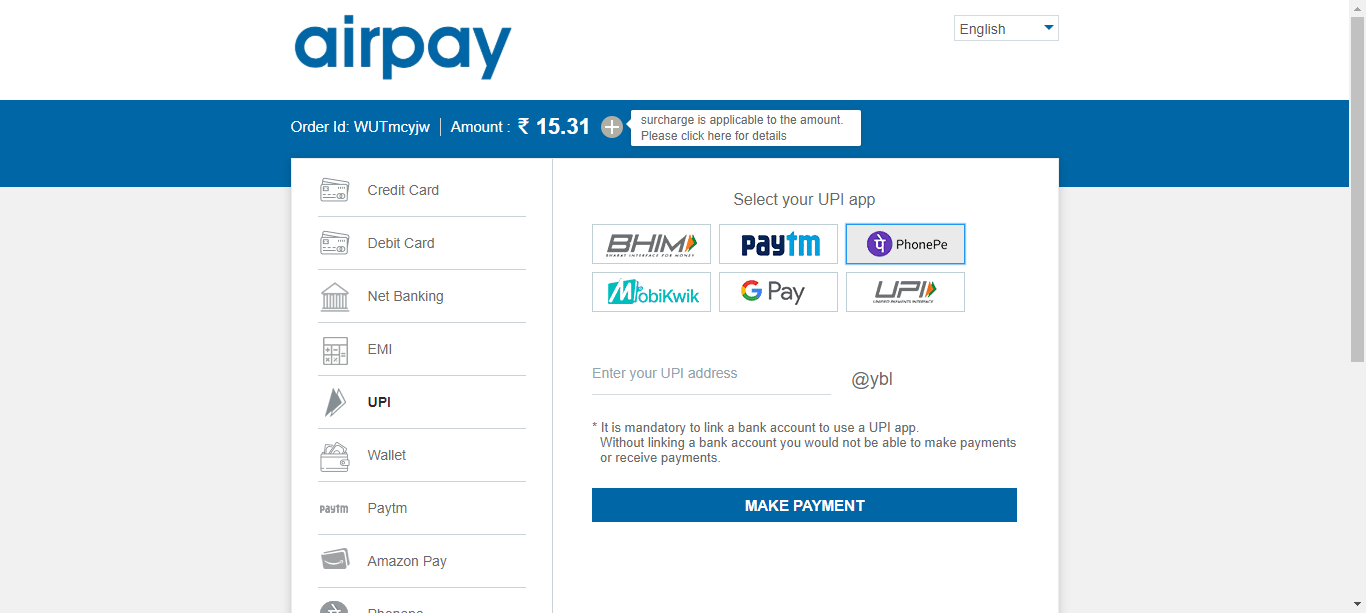 airpay
English
Order Id: WUTmcyjw | Amount : ₹ 15.31
surcharge is applicable to the amount.
Please click here for details
Credit Card
Debit Card
Net Banking
EMI
UPI
Wallet
paytm Paytm
Amazon Pay
Phonepe
Select your UPI app
BHIM
BHARAT INTERFACE FOR MONEY
paytm
पे PhonePe
MobiKwik
G Pay
UPI
UNIFIED PAYMENTS INTERFACE
Enter your UPI address
@ybl
* It is mandatory to link a bank account to use a UPI app.
Without linking a bank account you would not be able to make payments
or receive payments.
MAKE PAYMENT